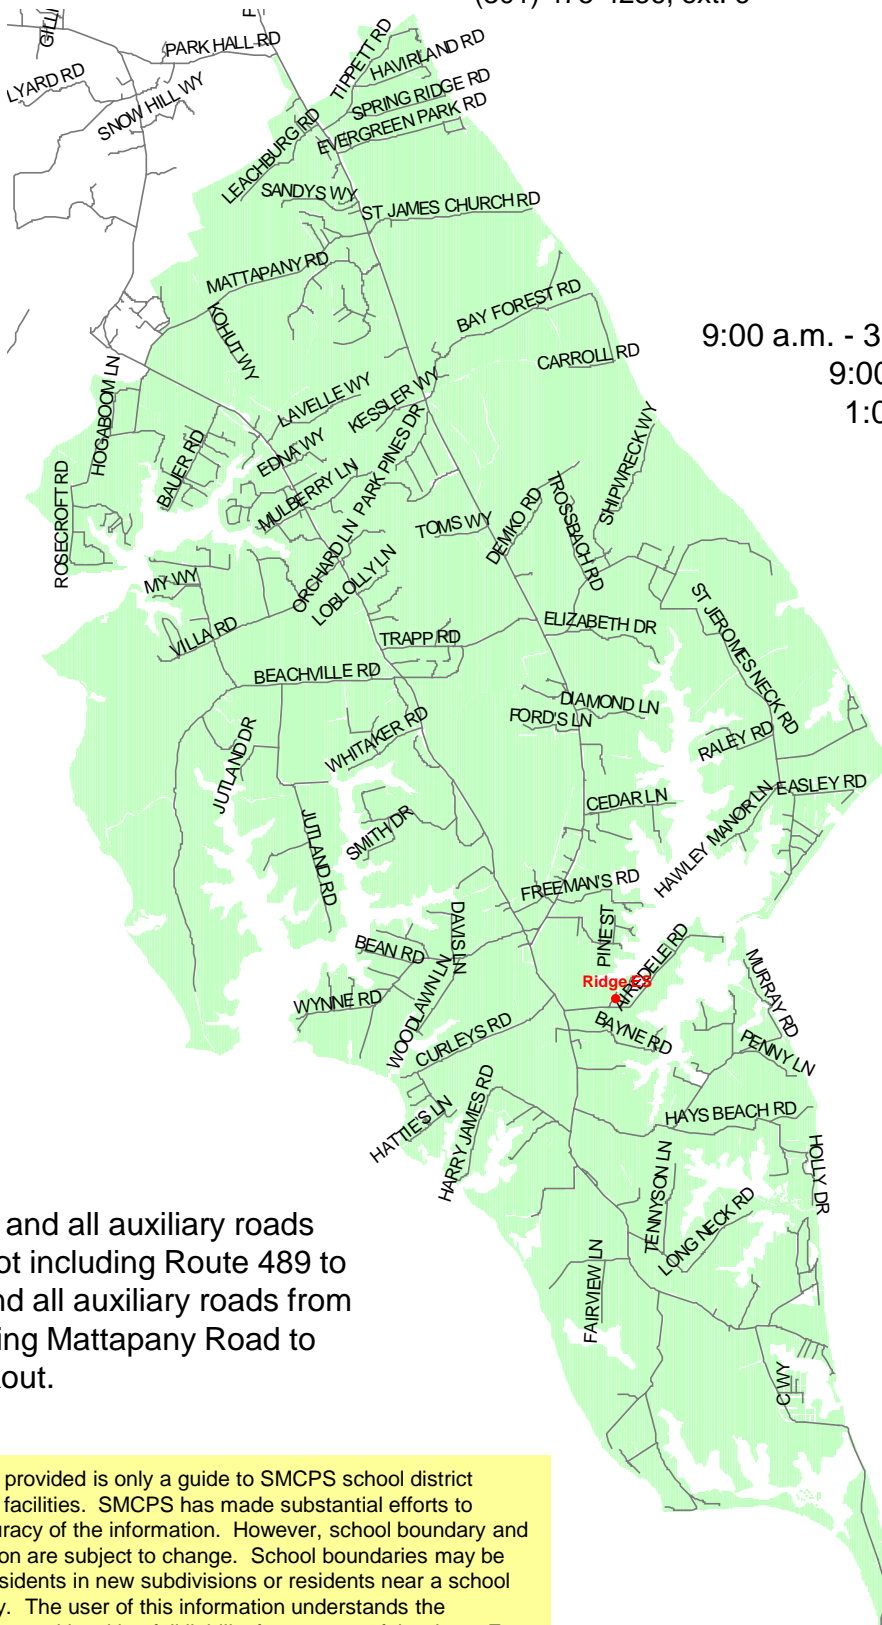 PARK HALL RD
LYARD RD
SNOW HILL WY
TIPPETT RD
HAVIRLAND RD
SPRING RIDGE RD
EVERGREEN PARK RD
LEACHBURG RD
SANDYS WY
ST JAMES CHURCH RD
MATTAPANY RD
KOHUT WY
BAY FOREST RD
CARROLL RD
9:00 a.m. - 3
9:00
1:0
HOGABOOM LN
LAVELLE WY
KESSLER WY
BAUER RD
EDNA WY
MULBERRY LN
PARK PINES DR
SHIPWRECK WY
ROSECROFT RD
TOMS WY
DEMKO RD
TROSSBACH RD
ORCHARD LN
LOBLOLLY LN
MY WY
VILLA RD
TRAPP RD
ELIZABETH DR
ST JEROMES NECK RD
BEACHVILLE RD
DIAMOND LN
FORD'S LN
WHITAKER RD
JUTLAND DR
RALEY RD
EASLEY RD
CEDAR LN
HAWLEY MANOR LN
SMITH DR
JUTLAND RD
FREEMAN'S RD
DAVIS LN
PINE ST
BEAN RD
WOODLAWN LN
AIREDELE RD
Ridge ES
MURRAY RD
WYNNE RD
BAYNE RD
CURLEYS RD
PENNY LN
HATTIE'S LN
HARRY JAMES RD
HAYS BEACH RD
HOLLY DR
TENNYSON LN
LONG NECK RD
FAIRVIEW LN
C WY
and all auxiliary roads
ot including Route 489 to
nd all auxiliary roads from
ing Mattapany Road to
out.
provided is only a guide to SMCPS school district
facilities. SMCPS has made substantial efforts to
uracy of the information. However, school boundary and
on are subject to change. School boundaries may be
sidents in new subdivisions or residents near a school
y. The user of this information understands the